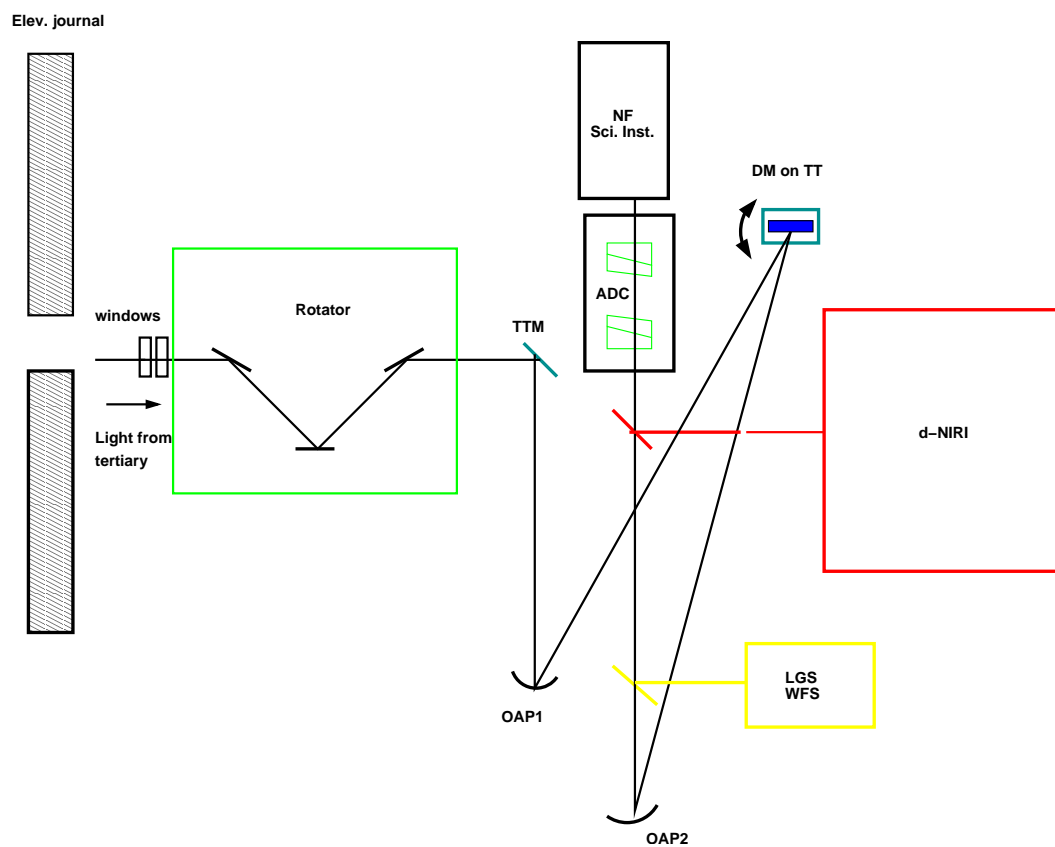 Elev. journal
NF
Sci. Inst.
DM on TT
ADC
windows
Rotator
TTM
Light from
tertiary
d−NIRI
LGS
WFS
OAP1
OAP2